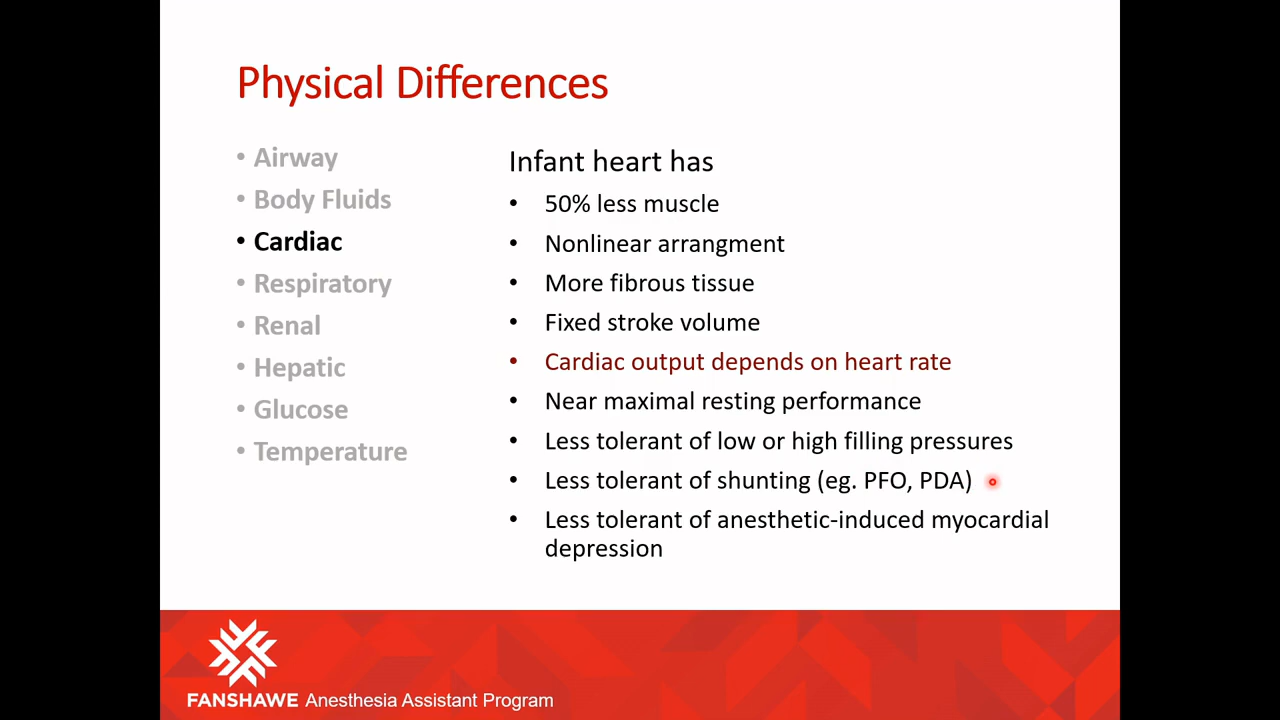 Physical Differences
• Airway
• Body Fluids
• Cardiac
• Respiratory
• Renal
• Hepatic
• Glucose
• Temperature
Infant heart has
• 50% less muscle
• Nonlinear arrangment
• More fibrous tissue
• Fixed stroke volume
• Cardiac output depends on heart rate
• Near maximal resting performance
• Less tolerant of low or high filling pressures
• Less tolerant of shunting (eg. PFO, PDA)
• Less tolerant of anesthetic-induced myocardial
depression
FANSHAWE Anesthesia Assistant Program